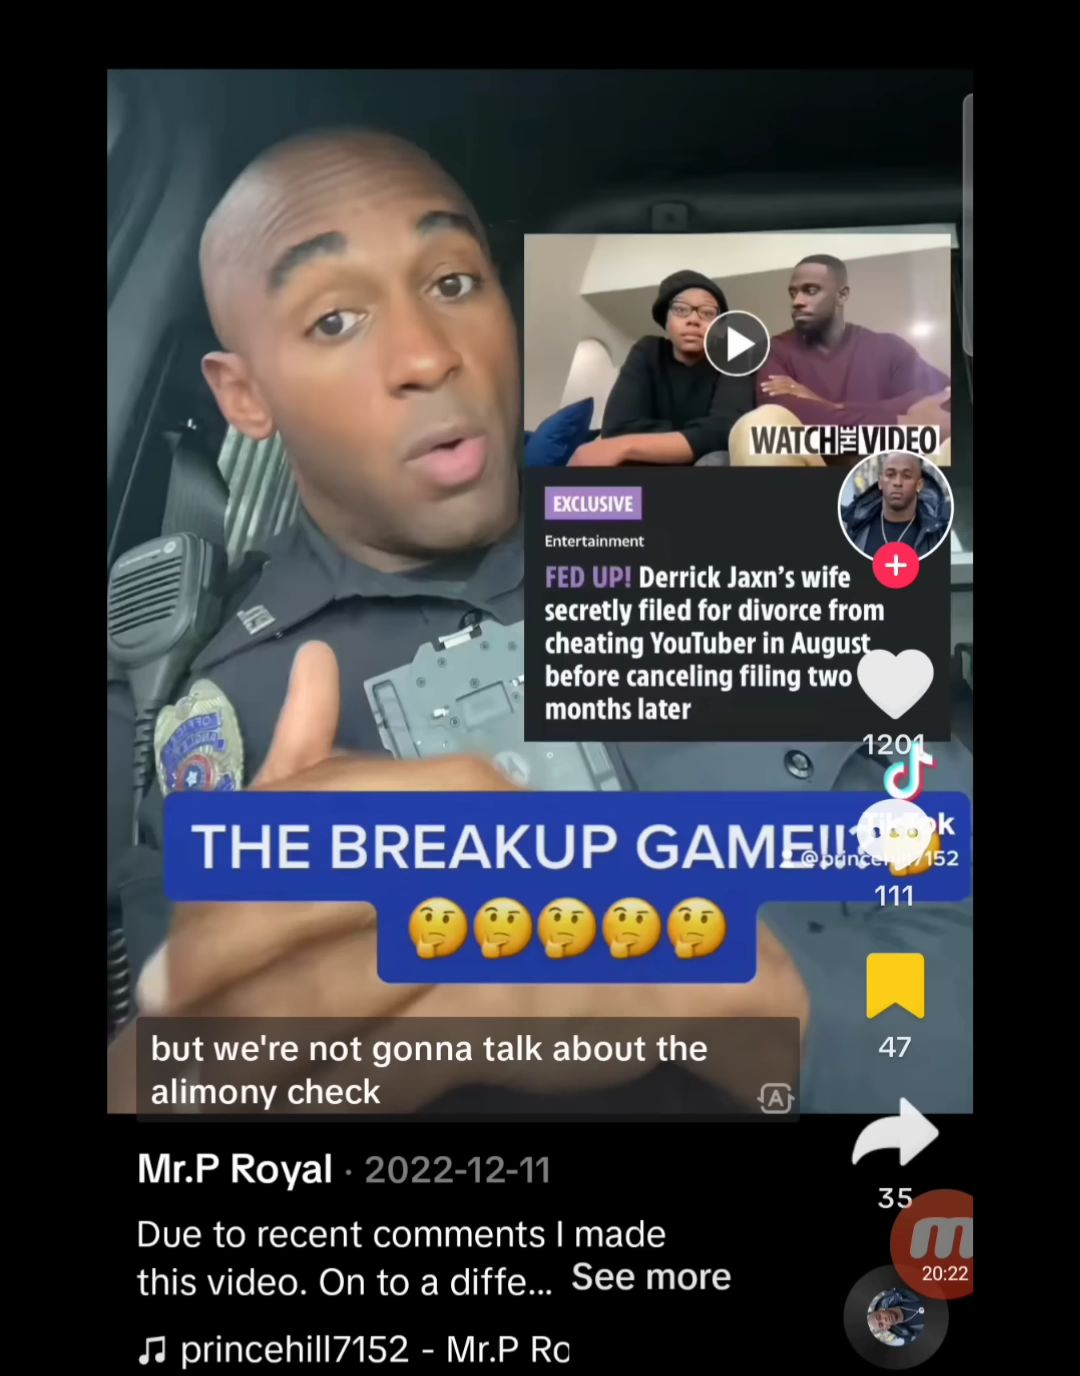 WATCH THE VIDEO
EXCLUSIVE
Entertainment
FED UP! Derrick Jaxn's wife
secretly filed for divorce from
cheating YouTuber in August
before canceling filing two
months later
1201
TikTok
@princehill7152
THE BREAKUP GAME!!
111
47
but we're not gonna talk about the
alimony check
A
35
Mr.P Royal · 2022-12-11
Due to recent comments I made
this video. On to a diffe... See more
20:22
princehill7152 - Mr.P Ro